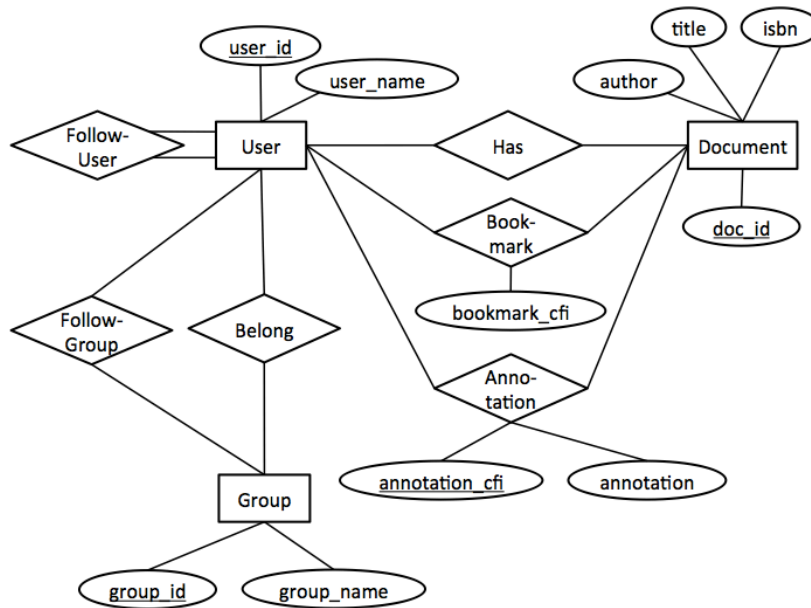 title
isbn
user_id
user_name
author
Follow-
User
User
Has
Document
Book-
mark
doc_id
bookmark_cfi
Follow-
Group
Belong
Anno-
tation
annotation_cfi
annotation
Group
group_id
group_name